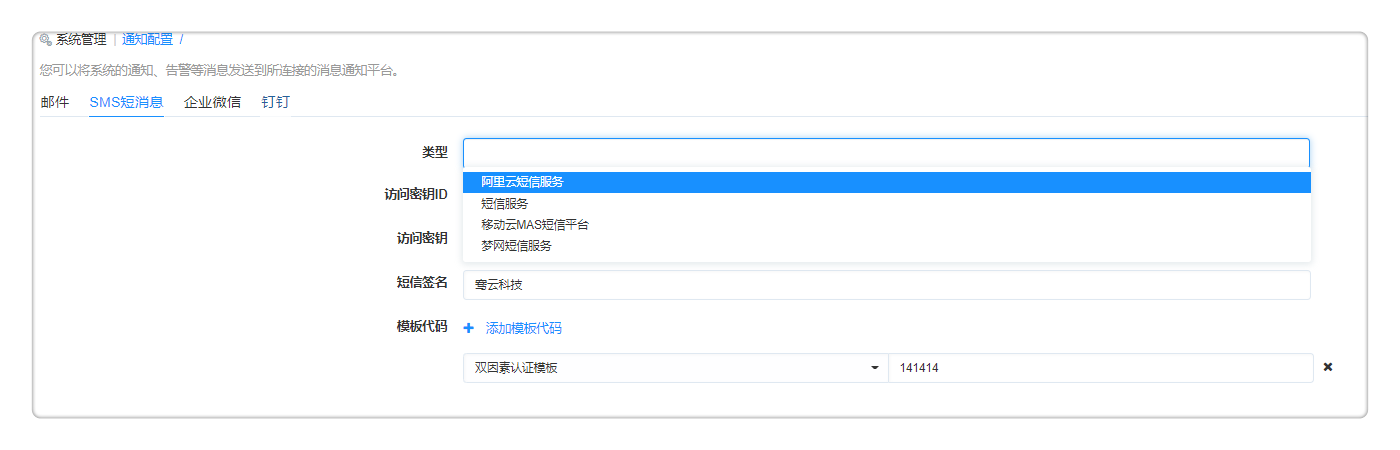 系统管理 | 通知配置 /
您可以将系统的通知、告警等消息发送到所连接的消息通知平台。
邮件 SMS短消息 企业微信 钉钉
类型
阿里云短信服务
访问密钥ID
短信服务
移动云MAS短信平台
访问密钥
梦网短信服务
短信签名 骞云科技
模板代码 + 添加模板代码
双因素认证模板 141414